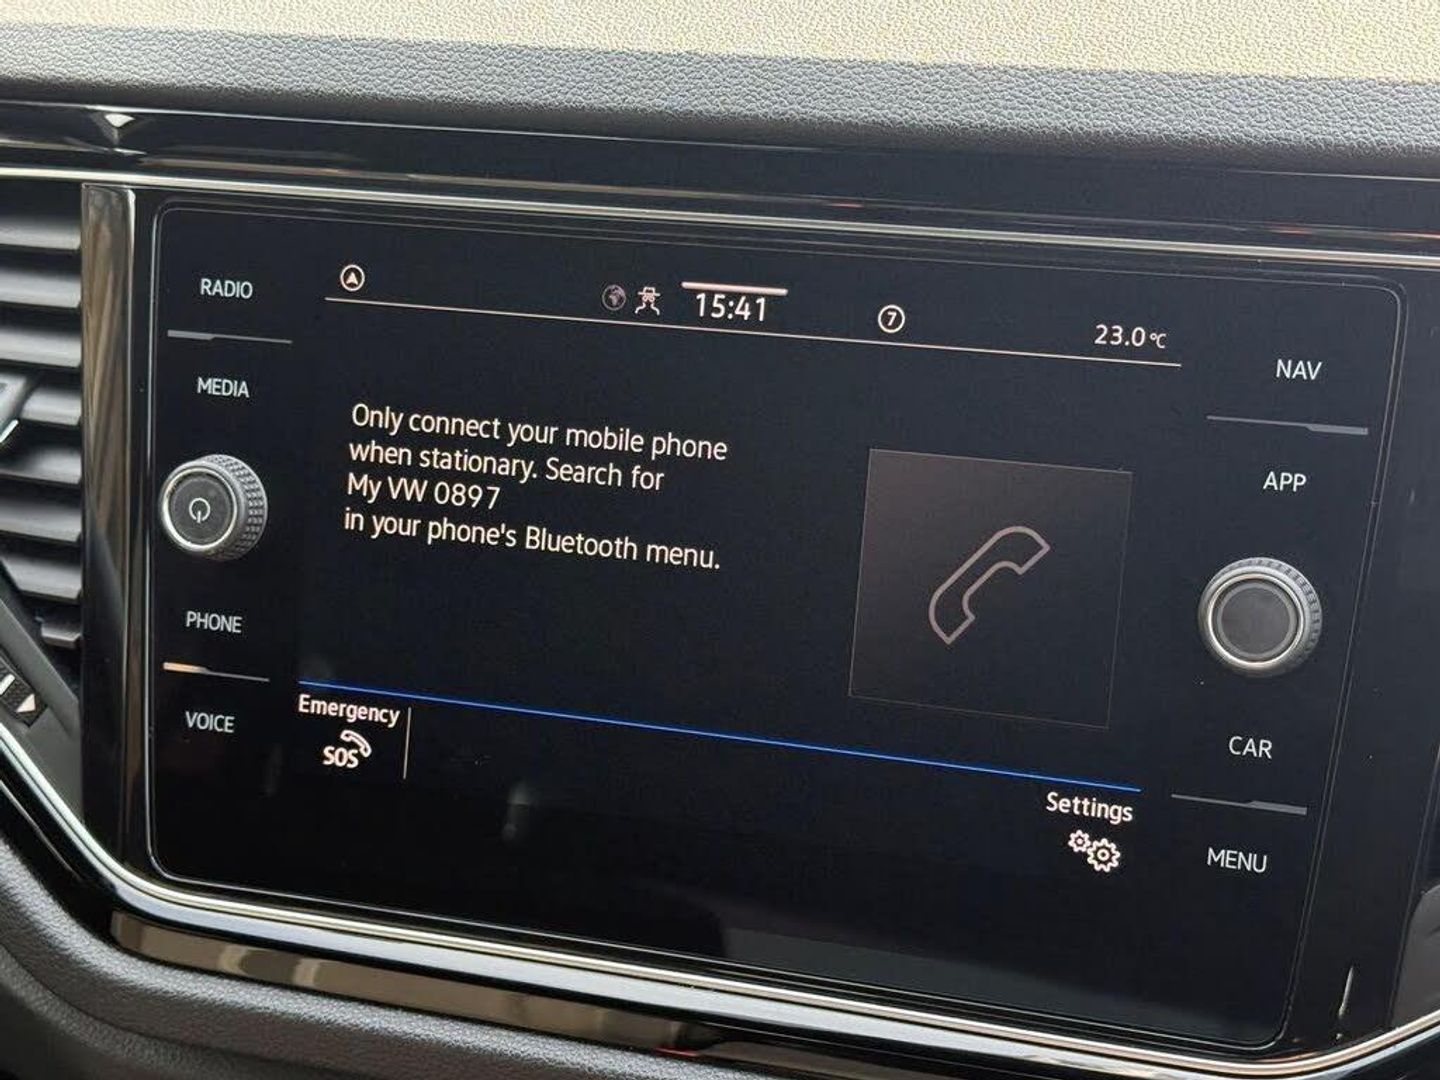 RADIO
MEDIA
PHONE
VOICE
15:41
7
23.0°C
Only connect your mobile phone
when stationary. Search for
My VW 0897
in your phone's Bluetooth menu.
Emergency
SOS
Settings
NAV
APP
CAR
MENU